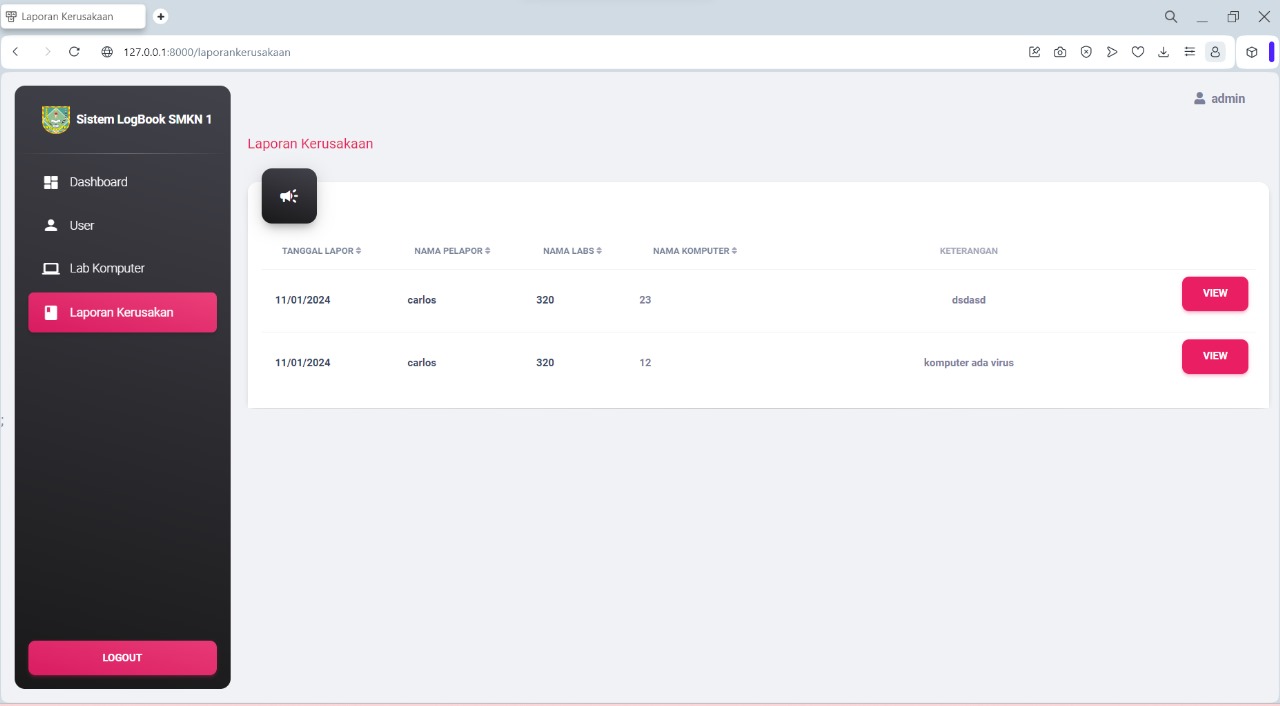 Laporan Kerusakaan
127.0.0.1:8000/laporankerusakaan
Sistem LogBook SMKN 1
admin
Laporan Kerusakaan
Dashboard
User
Lab Komputer
Laporan Kerusakan
TANGGAL LAPOR NAMA PELAPOR NAMA LABS NAMA KOMPUTER KETERANGAN
11/01/2024 carlos 320 23 dsdasd VIEW
11/01/2024 carlos 320 12 komputer ada virus VIEW
;
LOGOUT